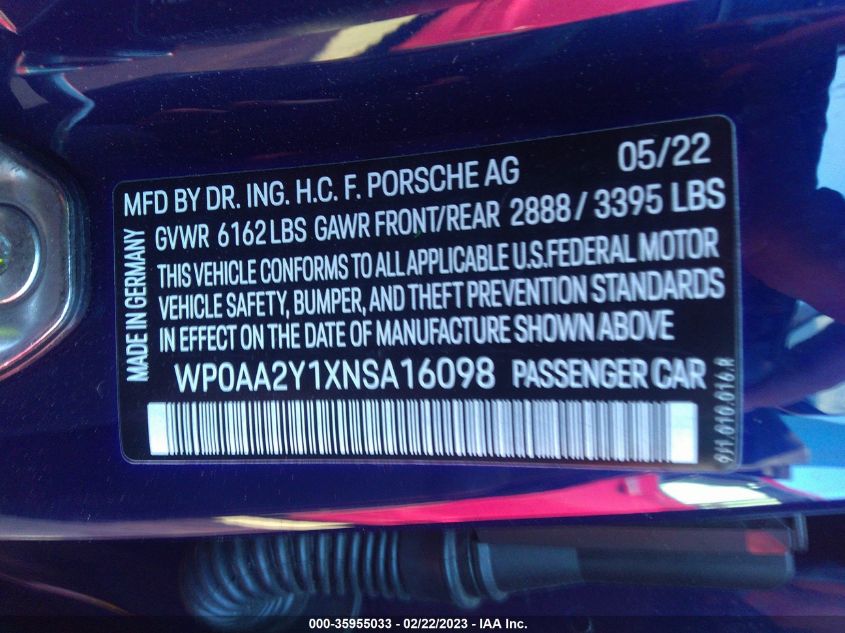 MFD BY DR. ING. H.C. F. PORSCHE AG 05/22
GVWR 6162 LBS GAWR FRONT/REAR 2888 / 3395 LBS
THIS VEHICLE CONFORMS TO ALL APPLICABLE U.S.FEDERAL MOTOR
VEHICLE SAFETY, BUMPER, AND THEFT PREVENTION STANDARDS
IN EFFECT ON THE DATE OF MANUFACTURE SHOWN ABOVE
WP0AA2Y1XNSA16098 PASSENGER CAR
MADE IN GERMANY
9J1.010.016.R
000-35955033 - 02/22/2023 - IAA Inc.